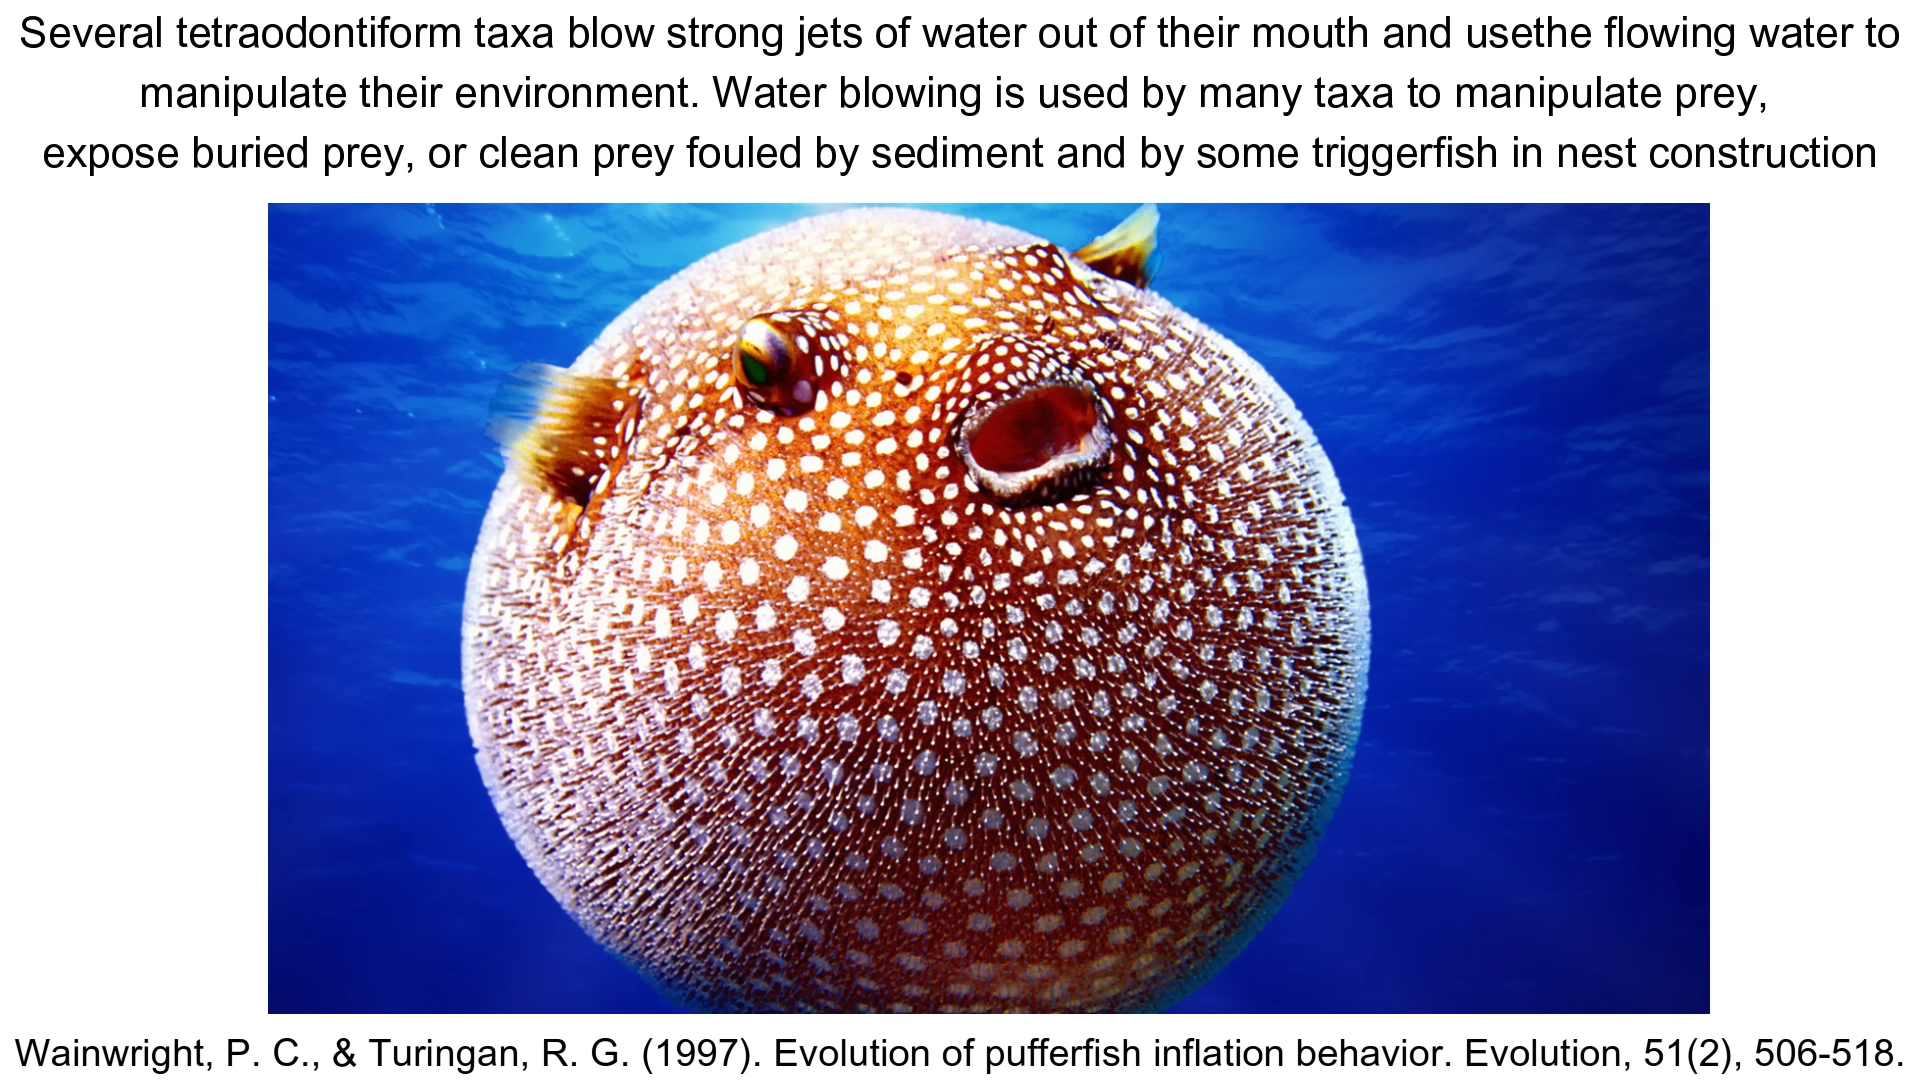 Several tetraodontiform taxa blow strong jets of water out of their mouth and usethe flowing water to
manipulate their environment. Water blowing is used by many taxa to manipulate prey,
expose buried prey, or clean prey fouled by sediment and by some triggerfish in nest construction
Wainwright, P. C., & Turingan, R. G. (1997). Evolution of pufferfish inflation behavior. Evolution, 51(2), 506-518.